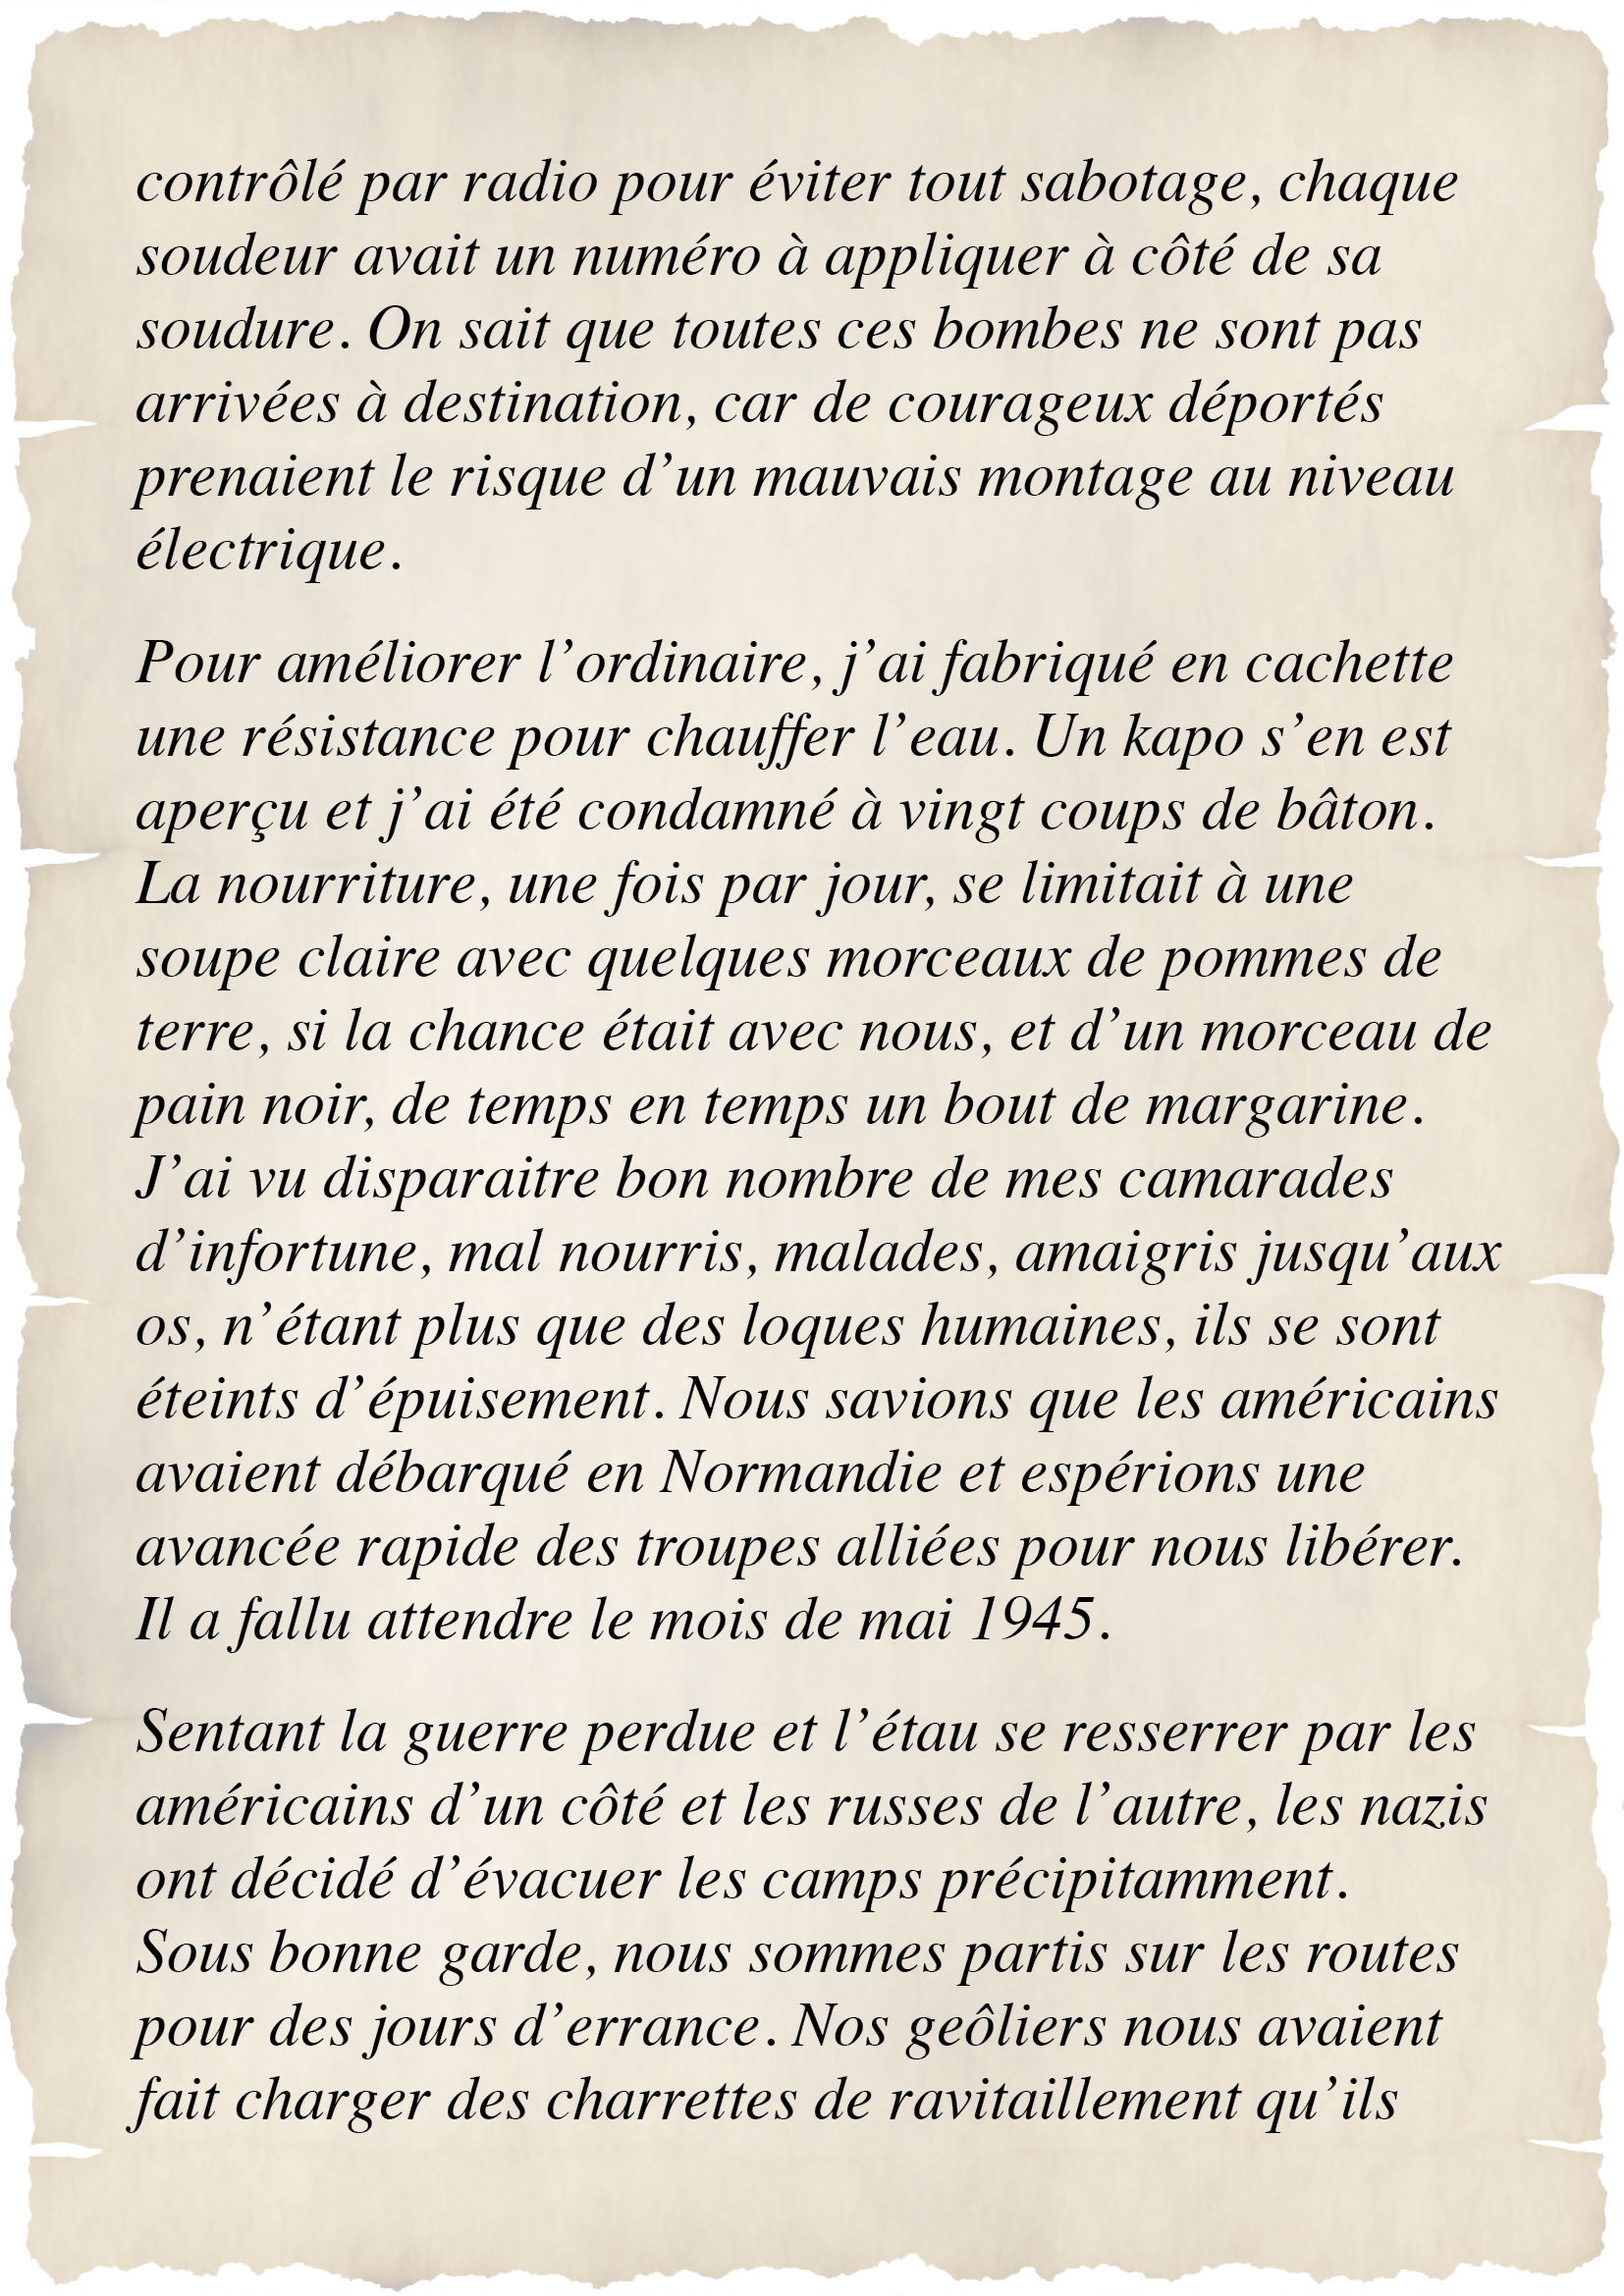 contrôlé par radio pour éviter tout sabotage, chaque
soudeur avait un numéro à appliquer à côté de sa
soudure. On sait que toutes ces bombes ne sont pas
arrivées à destination, car de courageux déportés
prenaient le risque d’un mauvais montage au niveau
électrique.
Pour améliorer l’ordinaire, j’ai fabriqué en cachette
une résistance pour chauffer l’eau. Un kapo s’en est
aperçu et j’ai été condamné à vingt coups de bâton.
La nourriture, une fois par jour, se limitait à une
soupe claire avec quelques morceaux de pommes de
terre, si la chance était avec nous, et d’un morceau de
pain noir, de temps en temps un bout de margarine.
J’ai vu disparaitre bon nombre de mes camarades
d’infortune, mal nourris, malades, amaigris jusqu’aux
os, n’étant plus que des loques humaines, ils se sont
éteints d’épuisement. Nous savions que les américains
avaient débarqué en Normandie et espérions une
avancée rapide des troupes alliées pour nous libérer.
Il a fallu attendre le mois de mai 1945.
Sentant la guerre perdue et l’étau se resserrer par les
américains d’un côté et les russes de l’autre, les nazis
ont décidé d’évacuer les camps précipitamment.
Sous bonne garde, nous sommes partis sur les routes
pour des jours d’errance. Nos geôliers nous avaient
fait charger des charrettes de ravitaillement qu’ils